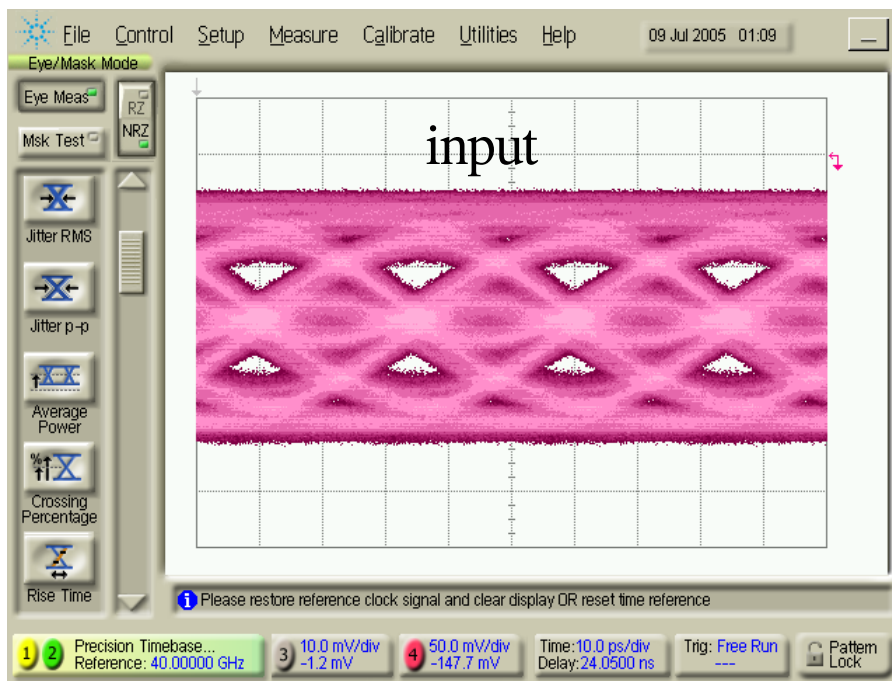 File Control Setup Measure Calibrate Utilities Help 09 Jul 2005 01:09
Eye/Mask Mode
Eye Meas
RZ
NRZ
Msk Test
input
Jitter RMS
Jitter p-p
Average
Power
%
Crossing
Percentage
Rise Time
i Please restore reference clock signal and clear display OR reset time reference
1 2 Precision Timebase...
Reference: 40.00000 GHz
3 10.0 mV/div
-1.2 mV
4 50.0 mV/div
-147.7 mV
Time:10.0 ps/div
Delay:24.0500 ns
Trig: Free Run
---
Pattern
Lock